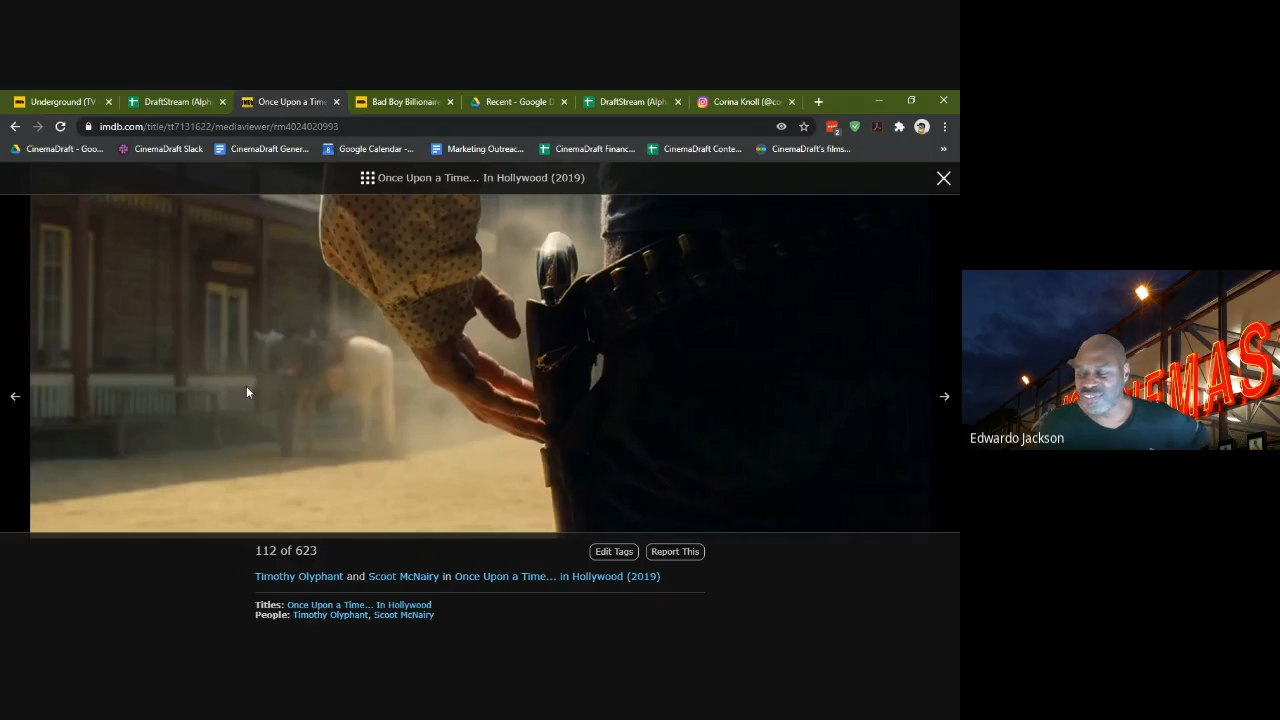 Underground (TV
DraftStream (Alph
Once Upon a Time
Bad Boy Billionaire
Recent - Google D
DraftStream (Alph
Corina Knoll (@co
imdb.com/title/tt7131622/mediaviewer/rm4024020993
2
CinemaDraft - Goo...
CinemaDraft Slack
CinemaDraft Gener...
Google Calendar -...
Marketing Outreac...
CinemaDraft Financ...
CinemaDraft Conte...
CinemaDraft's films...
»
Once Upon a Time... In Hollywood (2019)
NEMAS
Edwardo Jackson
112 of 623
Edit Tags
Report This
Timothy Olyphant and Scoot McNairy in Once Upon a Time... in Hollywood (2019)
Titles: Once Upon a Time... In Hollywood
People: Timothy Olyphant, Scoot McNairy